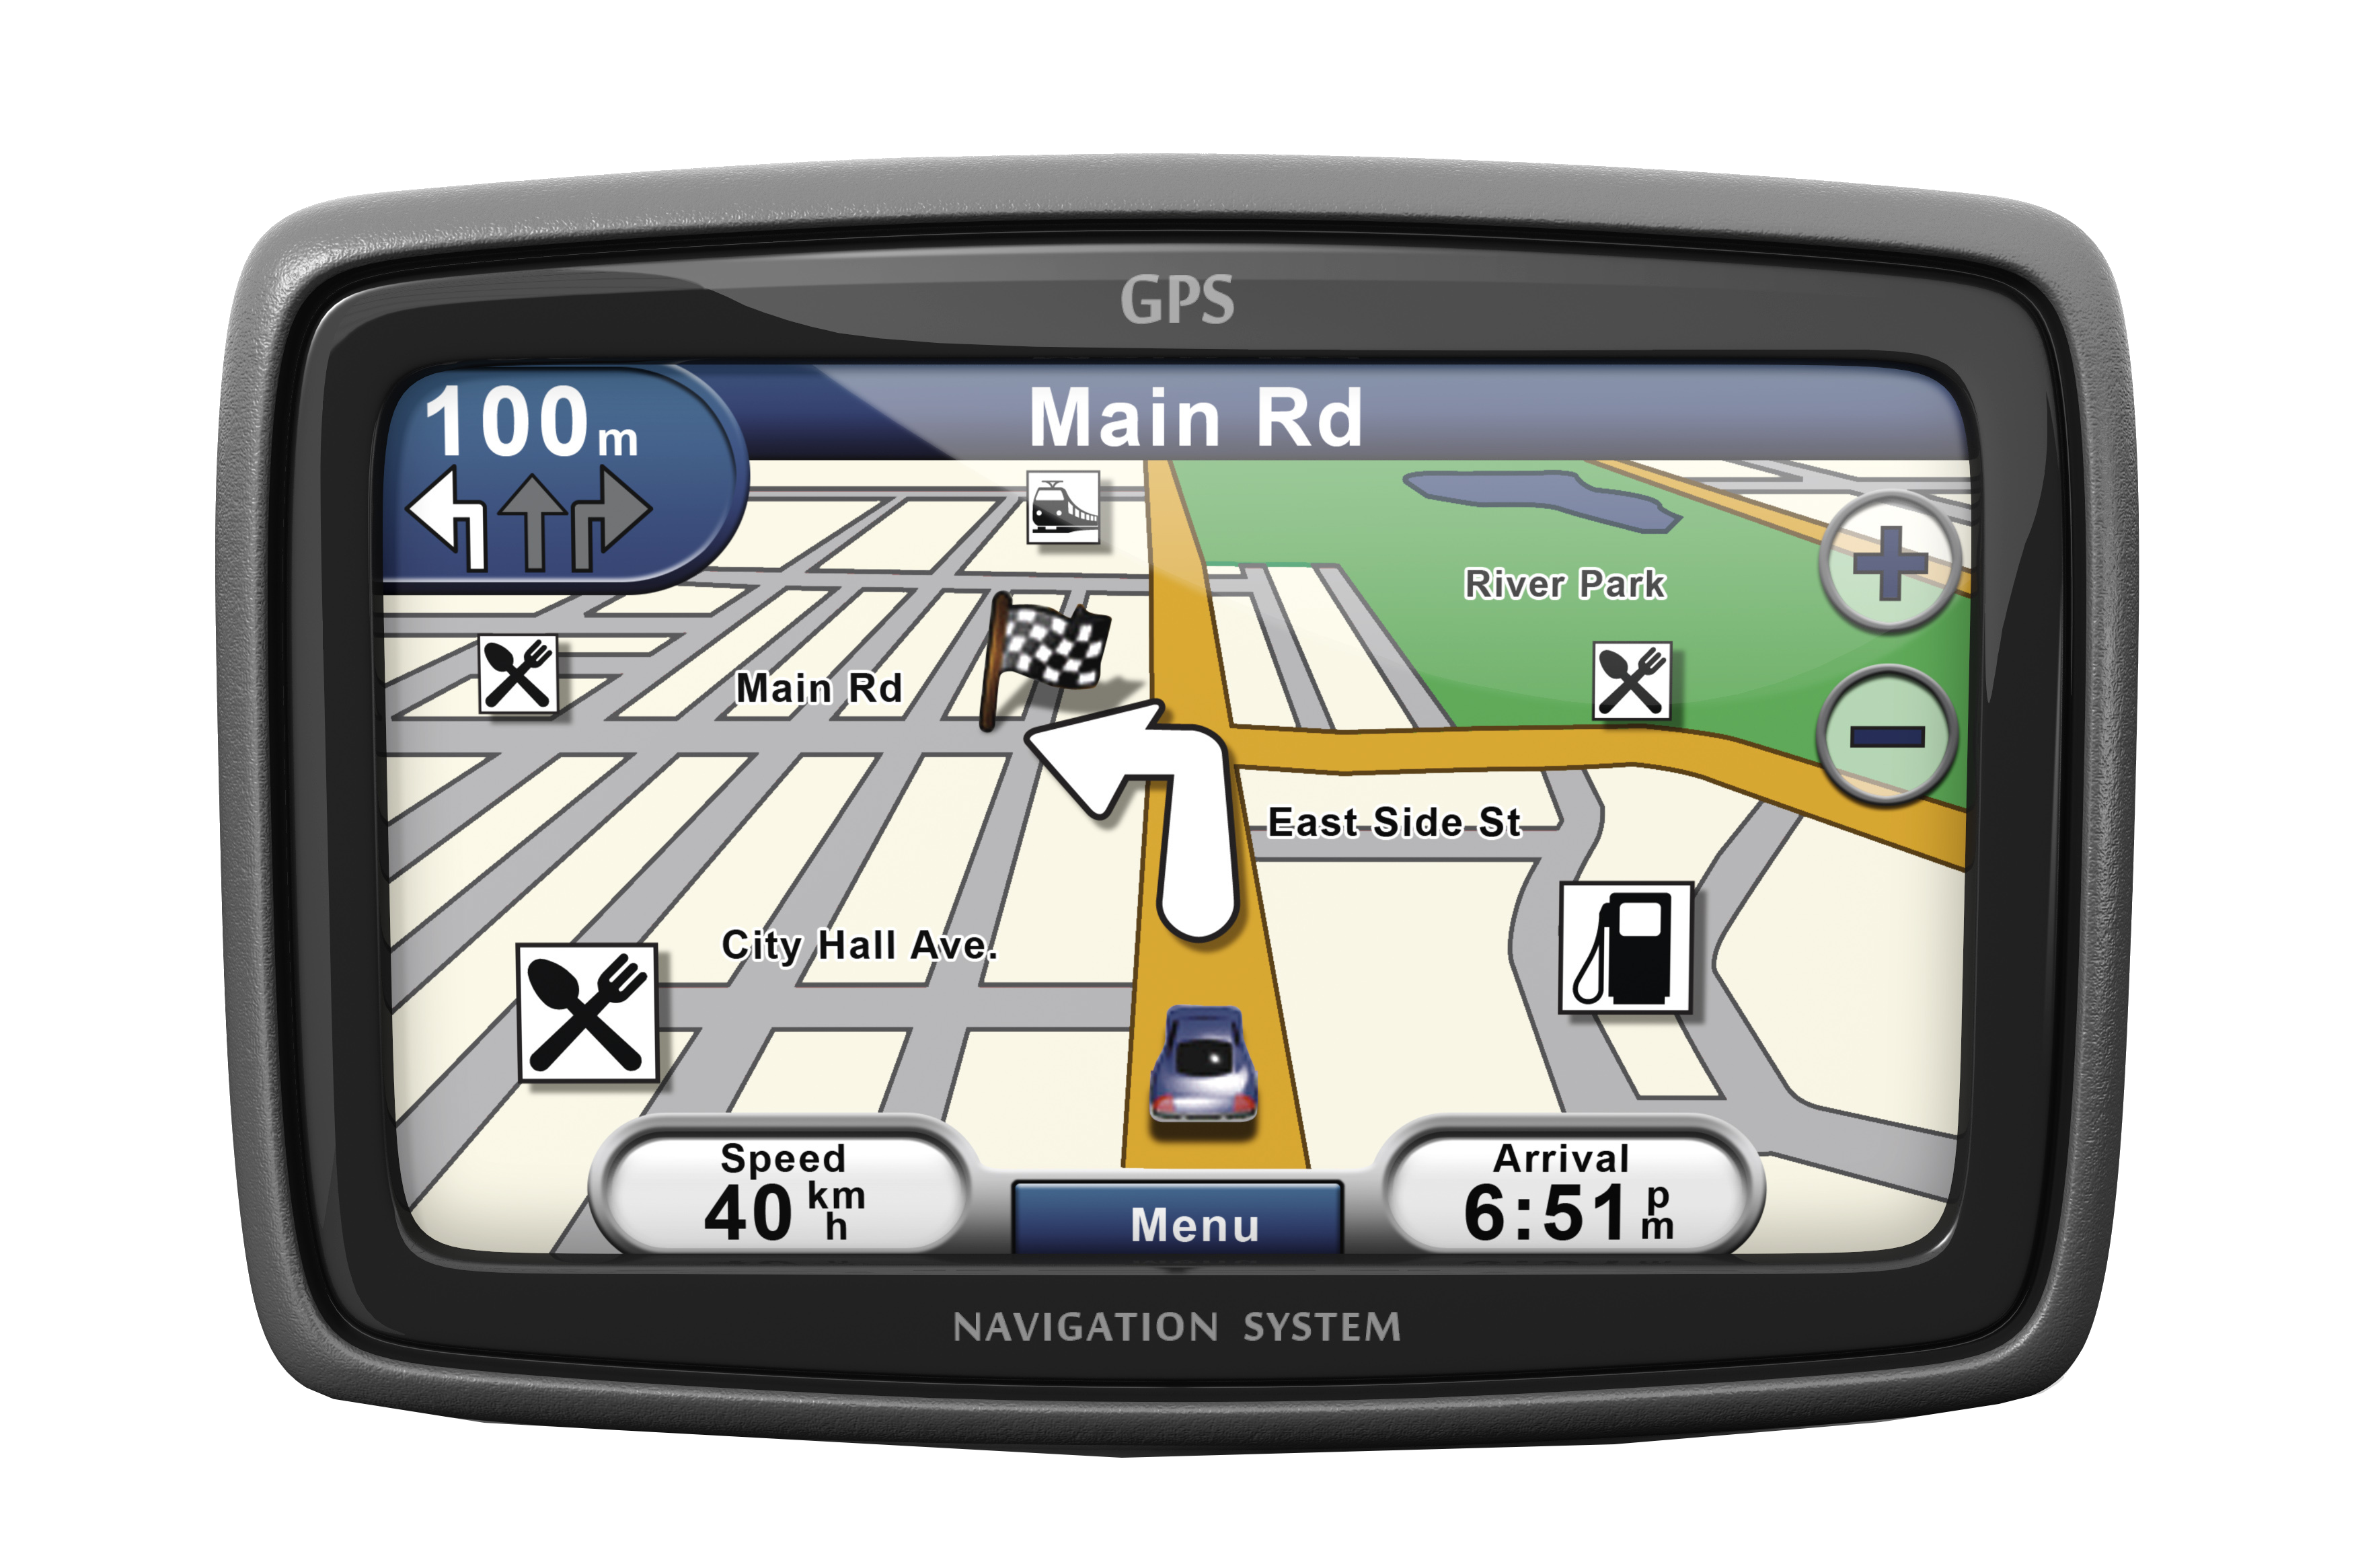 GPS
100 m
Main Rd
River Park
Main Rd
East Side St
City Hall Ave.
Speed
40 km
h
Arrival
6:51 p
m
Menu
NAVIGATION SYSTEM